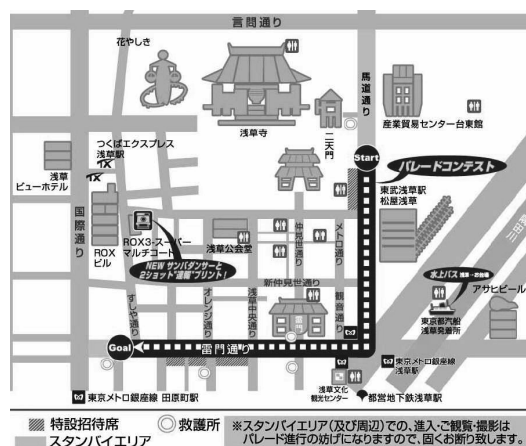 言問通り
花やしき
浅草寺
二天門
馬道通り
産業貿易センター台東館
Start
パレードコンテスト
東武浅草駅
松屋浅草
つくばエクスプレス
浅草駅
TX
浅草
ビューホテル
国際通り
ROX
ビル
ROX3-スーパー
マルチコート
NEW サンバダンサーと
2ショット"速報"プリント!
浅草公会堂
仲見世通り
メトロ通り
新仲見世通り
すしや通り
オレンジ通り
浅草中央通り
観音通り
水上バス 浅草-お台場
アサヒビール
東京都汽船
浅草発着所
Goal
雷門通り
東京メトロ銀座線 田原町駅
浅草文化
観光センター
東京メトロ銀座線
浅草駅
都営地下鉄浅草駅
特設招待席
救護所
スタンバイエリア
※スタンバイエリア(及び周辺)での、進入・ご観覧・撮影は
パレード進行の妨げになりますので、固くお断り致します。